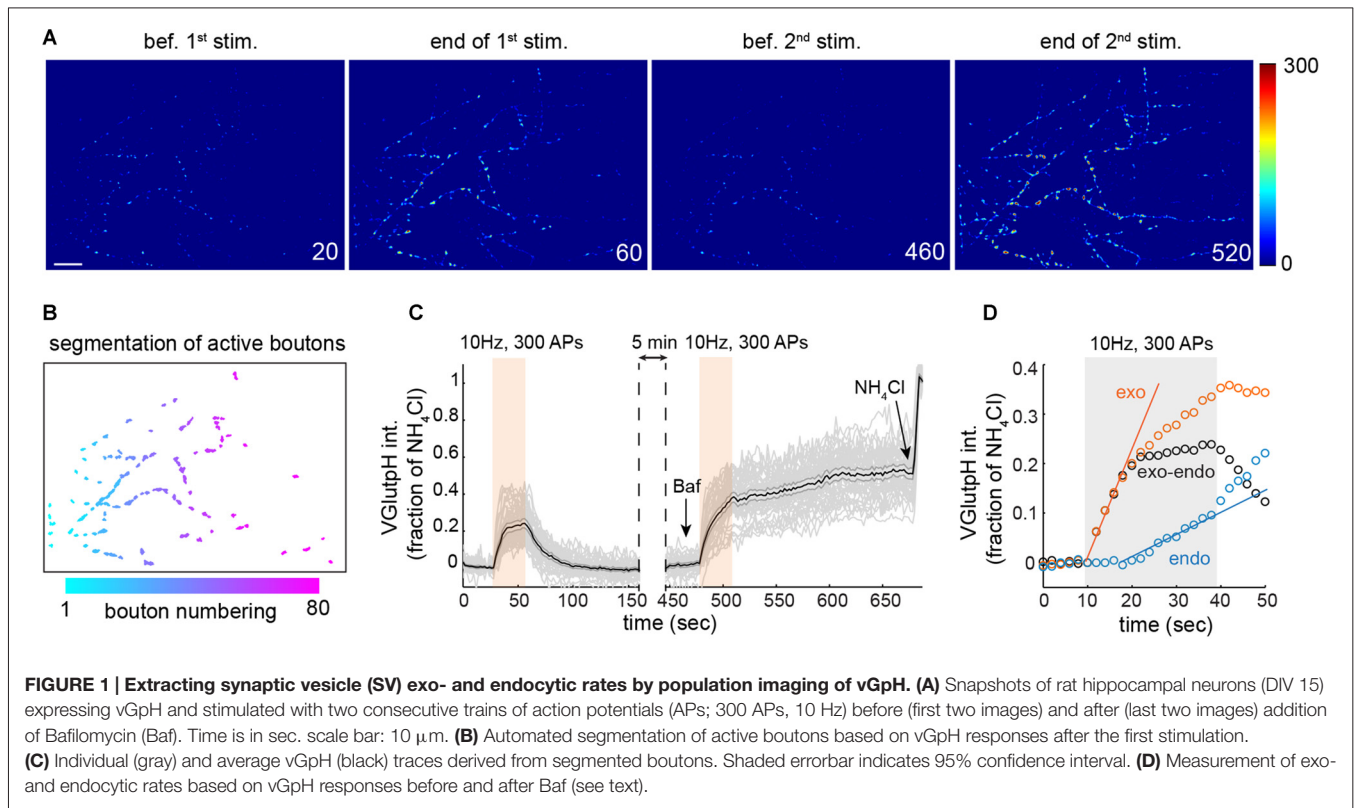 A
bef. 1st stim.
end of 1st stim.
bef. 2nd stim.
end of 2nd stim.
20
60
460
520
300
0
B
segmentation of active boutons
1
80
bouton numbering
C
10Hz, 300 APs
5 min
10Hz, 300 APs
VGlutpH int.
(fraction of NH4Cl)
1
0.8
0.6
0.4
0.2
0
Baf
NH4Cl
0
50
100
150
450
500
550
600
650
time (sec)
D
10Hz, 300 APs
VGlutpH int.
(fraction of NH4Cl)
0.4
0.3
0.2
0.1
0
exo
exo-endo
endo
0
10
20
30
40
50
time (sec)
FIGURE 1 | Extracting synaptic vesicle (SV) exo- and endocytic rates by population imaging of vGpH. (A) Snapshots of rat hippocampal neurons (DIV 15)
expressing vGpH and stimulated with two consecutive trains of action potentials (APs; 300 APs, 10 Hz) before (first two images) and after (last two images) addition
of Bafilomycin (Baf). Time is in sec. scale bar: 10 μm. (B) Automated segmentation of active boutons based on vGpH responses after the first stimulation.
(C) Individual (gray) and average vGpH (black) traces derived from segmented boutons. Shaded errorbar indicates 95% confidence interval. (D) Measurement of exo-
and endocytic rates based on vGpH responses before and after Baf (see text).